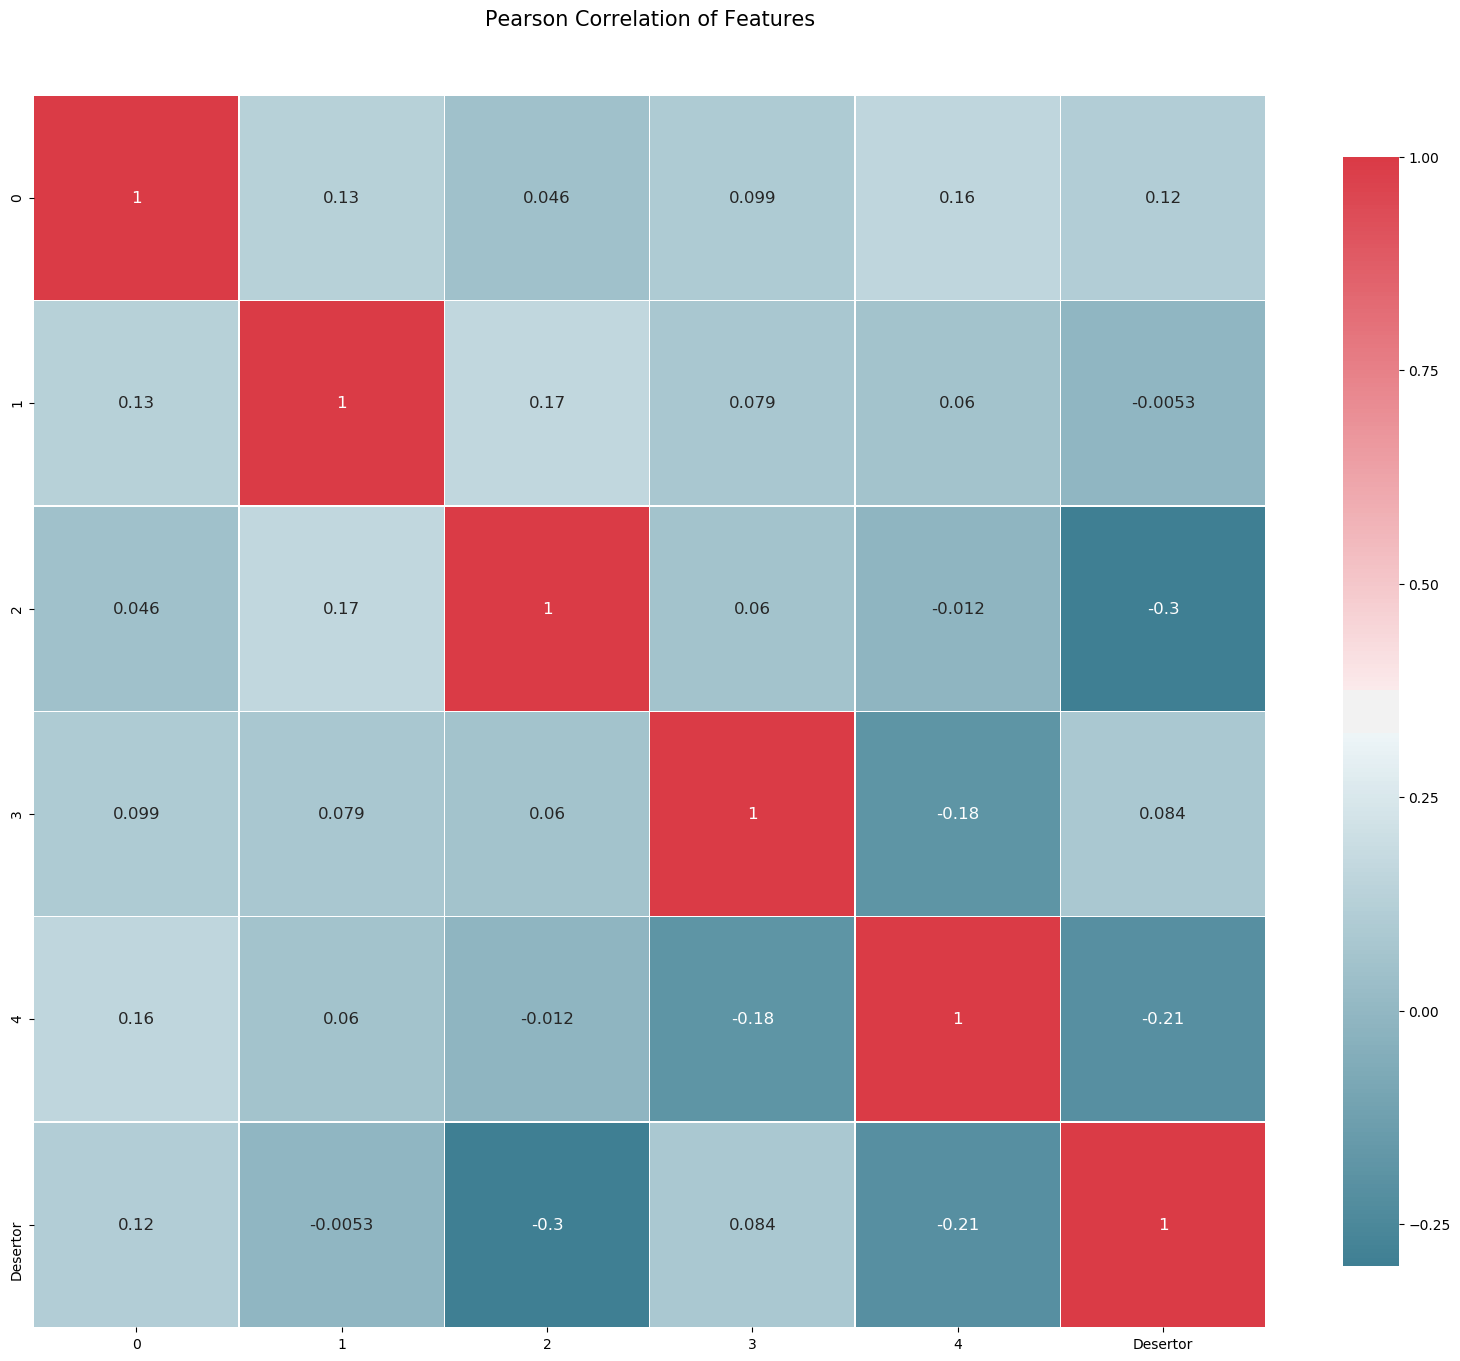 Pearson Correlation of Features
0 1 0.13 0.046 0.099 0.16 0.12
1 0.13 1 0.17 0.079 0.06 -0.0053
2 0.046 0.17 1 0.06 -0.012 -0.3
3 0.099 0.079 0.06 1 -0.18 0.084
4 0.16 0.06 -0.012 -0.18 1 -0.21
Desertor 0.12 -0.0053 -0.3 0.084 -0.21 1
0 1 2 3 4 Desertor
1.00
0.75
0.50
0.25
0.00
−0.25